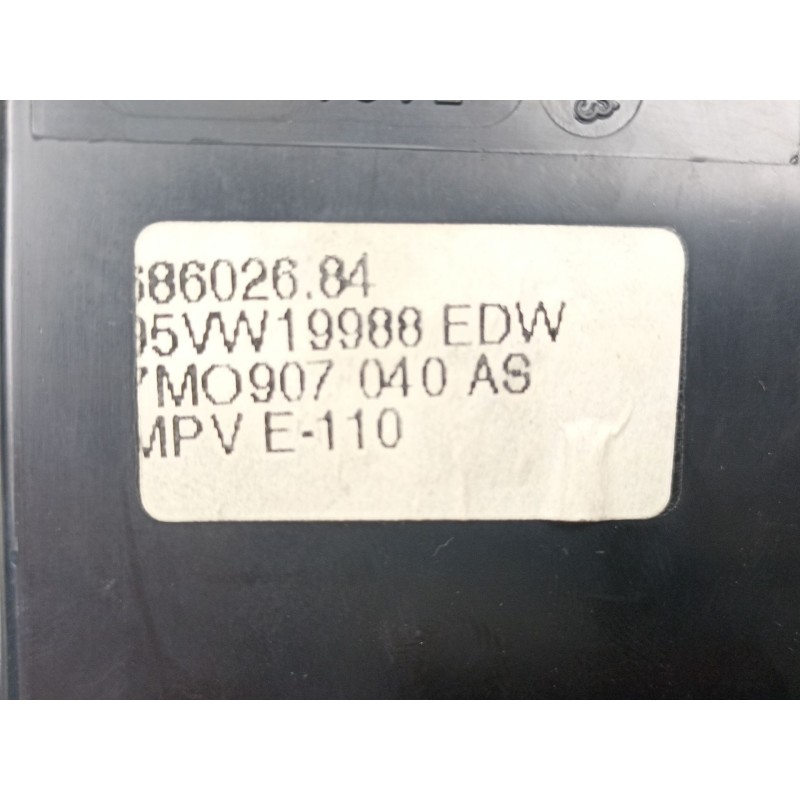 686026.84
95VW19988 EDW
7MO907 040 AS
MPV E-110